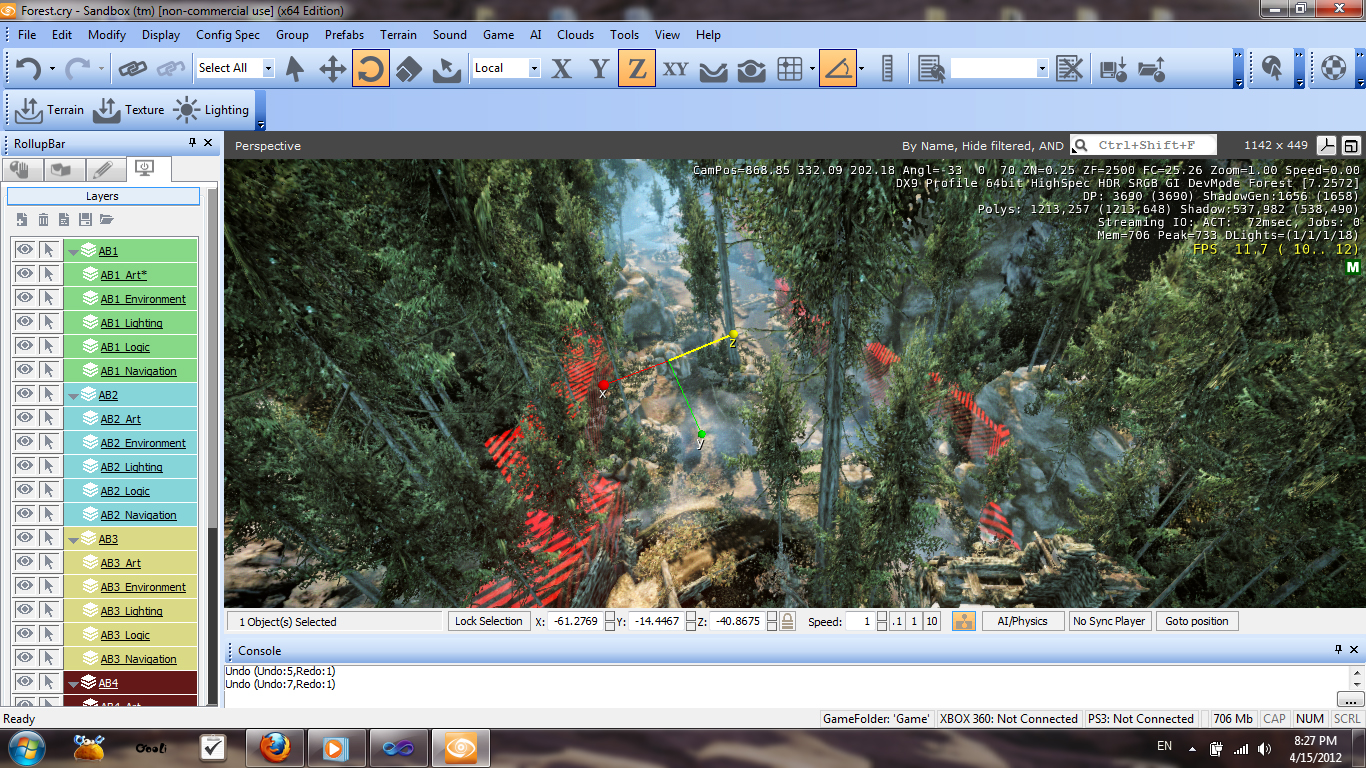 Forest.cry - Sandbox (tm) [non-commercial use] (x64 Edition)
File Edit Modify Display Config Spec Group Prefabs Terrain Sound Game AI Clouds Tools View Help
Select All Local X Y Z XY
Terrain Texture Lighting
RollupBar
Perspective By Name, Hide filtered, AND Ctrl+Shift+F 1142 x 449
CamPos=868.85 332.09 202.18 Angl=-33 0 70 ZN=0.25 ZF=2500 FC=25.26 Zoom=1.00 Speed=0.00
DX9 Profile 64bit HighSpec HDR SRGB GI DevMode Forest [7.2572]
DP: 3690 (3690) ShadowGen:1656 (1658)
Polys: 1213,257 (1213,648) Shadow:537,982 (538,490)
Streaming IO: ACT: 72msec, Jobs: 0
Mem=706 Peak=733 DLights=(1/1/1/18)
FPS 11.7 ( 10.. 12)
M
Layers
AB1
AB1_Art*
AB1_Environment
AB1_Lighting
AB1_Logic
AB1_Navigation
AB2
AB2_Art
AB2_Environment
AB2_Lighting
AB2_Logic
AB2_Navigation
AB3
AB3_Art
AB3_Environment
AB3_Lighting
AB3_Logic
AB3_Navigation
AB4
AB4_Art
z
x
y
1 Object(s) Selected Lock Selection X: -61.2769 Y: -14.4467 Z: -40.8675 Speed: 1 .1 1 10 AI/Physics No Sync Player Goto position
Console
Undo (Undo:5,Redo:1)
Undo (Undo:7,Redo:1)
...
Ready GameFolder: 'Game' XBOX 360: Not Connected PS3: Not Connected 706 Mb CAP NUM SCRL
EN 8:27 PM
4/15/2012